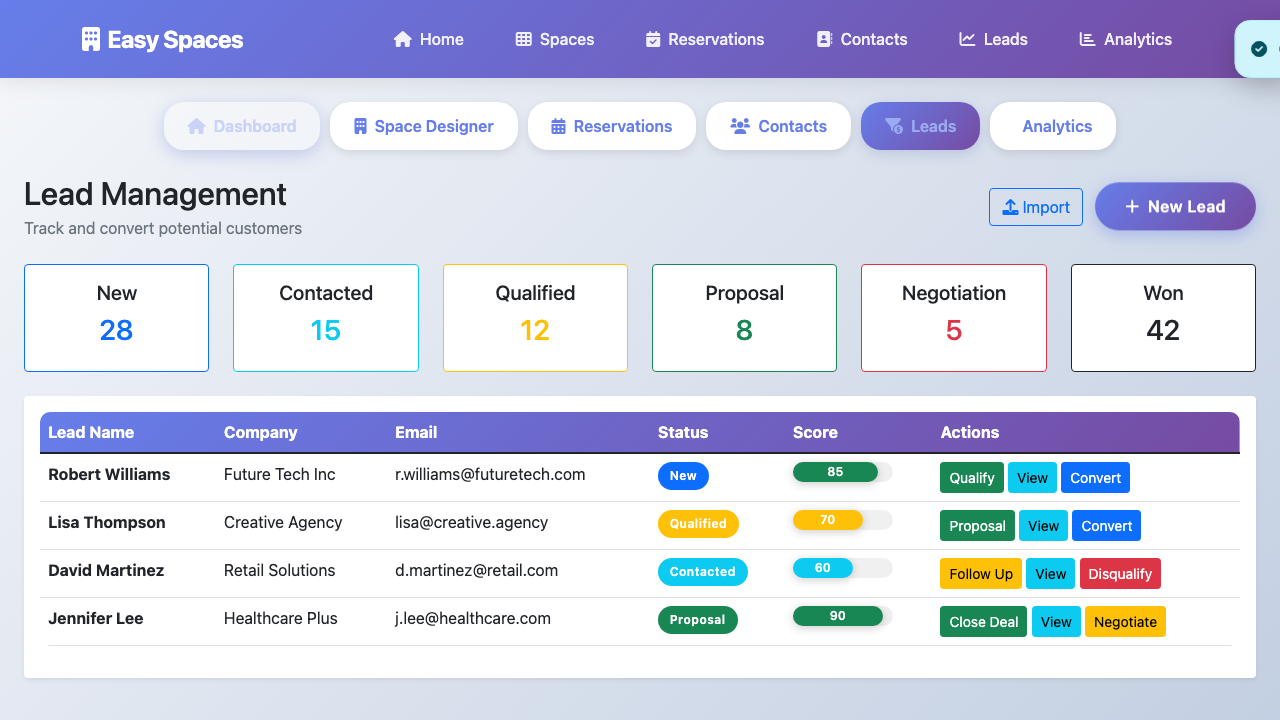 Easy Spaces
Home
Spaces
Reservations
Contacts
Leads
Analytics
Dashboard
Space Designer
Reservations
Contacts
Leads
Analytics
Lead Management
Track and convert potential customers
Import
New Lead
New
28
Contacted
15
Qualified
12
Proposal
8
Negotiation
5
Won
42
Lead Name Company Email Status Score Actions
Robert Williams Future Tech Inc r.williams@futuretech.com New 85 Qualify View Convert
Lisa Thompson Creative Agency lisa@creative.agency Qualified 70 Proposal View Convert
David Martinez Retail Solutions d.martinez@retail.com Contacted 60 Follow Up View Disqualify
Jennifer Lee Healthcare Plus j.lee@healthcare.com Proposal 90 Close Deal View Negotiate